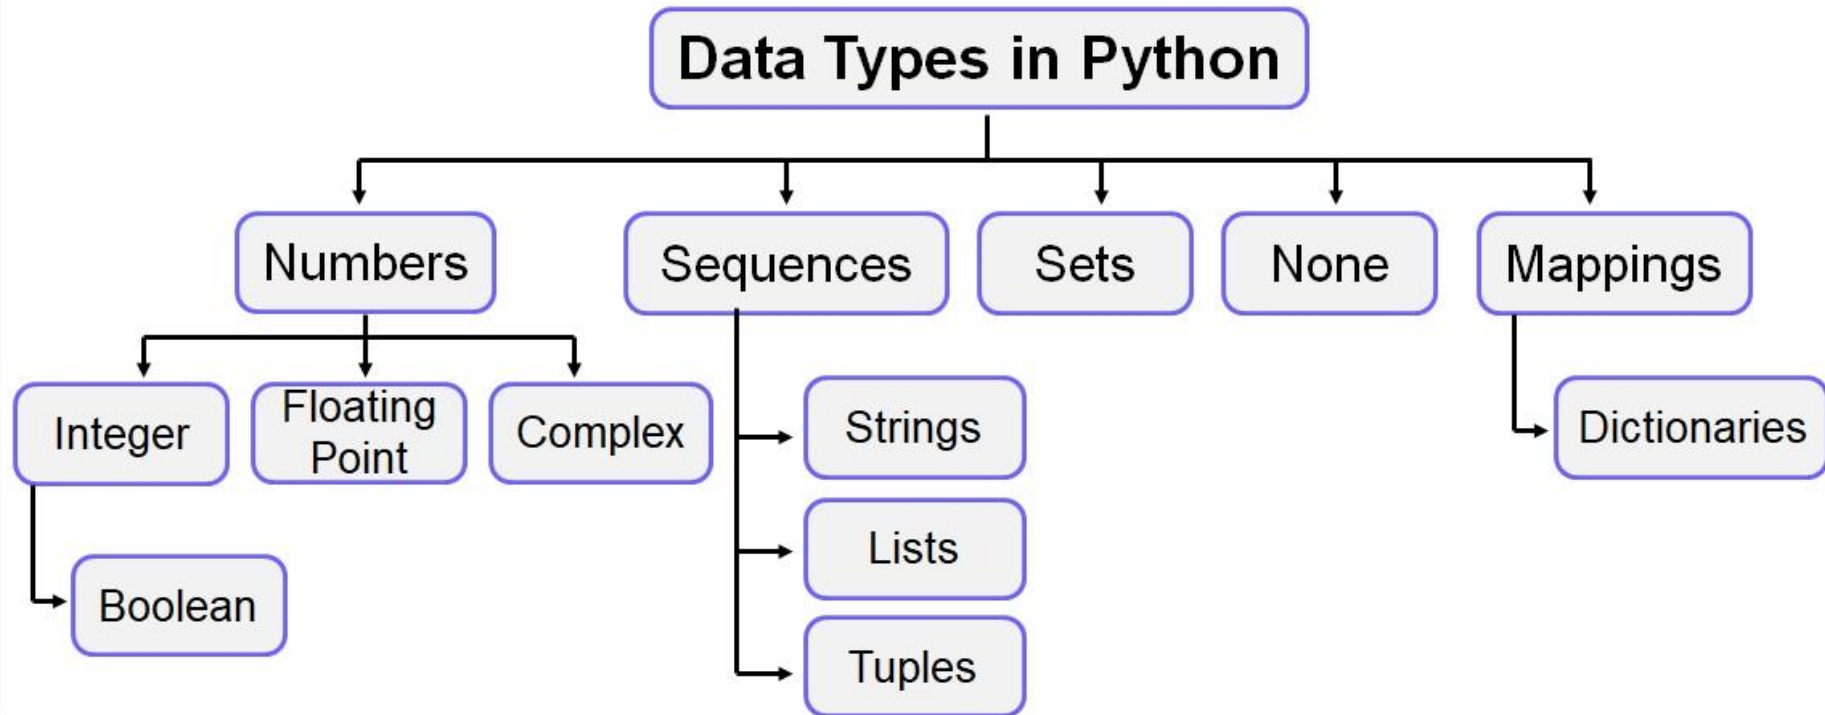 Data Types in Python
Numbers
Sequences
Sets
None
Mappings
Integer
Floating
Point
Complex
Strings
Dictionaries
Lists
Boolean
Tuples